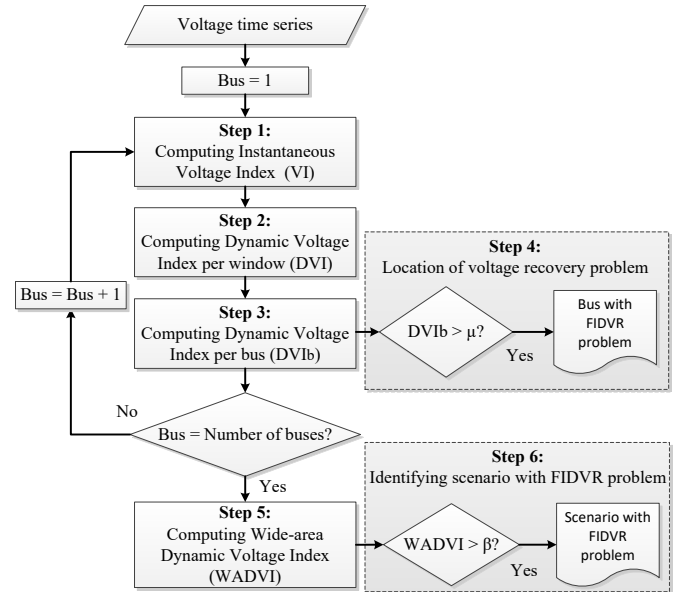 Voltage time series
Bus = 1
Step 1:
Computing Instantaneous
Voltage Index (VI)
Step 2:
Computing Dynamic Voltage
Index per window (DVI)
Bus = Bus + 1
Step 3:
Computing Dynamic Voltage
Index per bus (DVIb)
Step 4:
Location of voltage recovery problem
DVIb > μ?
Yes
Bus with
FIDVR
problem
No
Bus = Number of buses?
Yes
Step 5:
Computing Wide-area
Dynamic Voltage Index
(WADVI)
Step 6:
Identifying scenario with FIDVR problem
WADVI > β?
Yes
Scenario with
FIDVR
problem